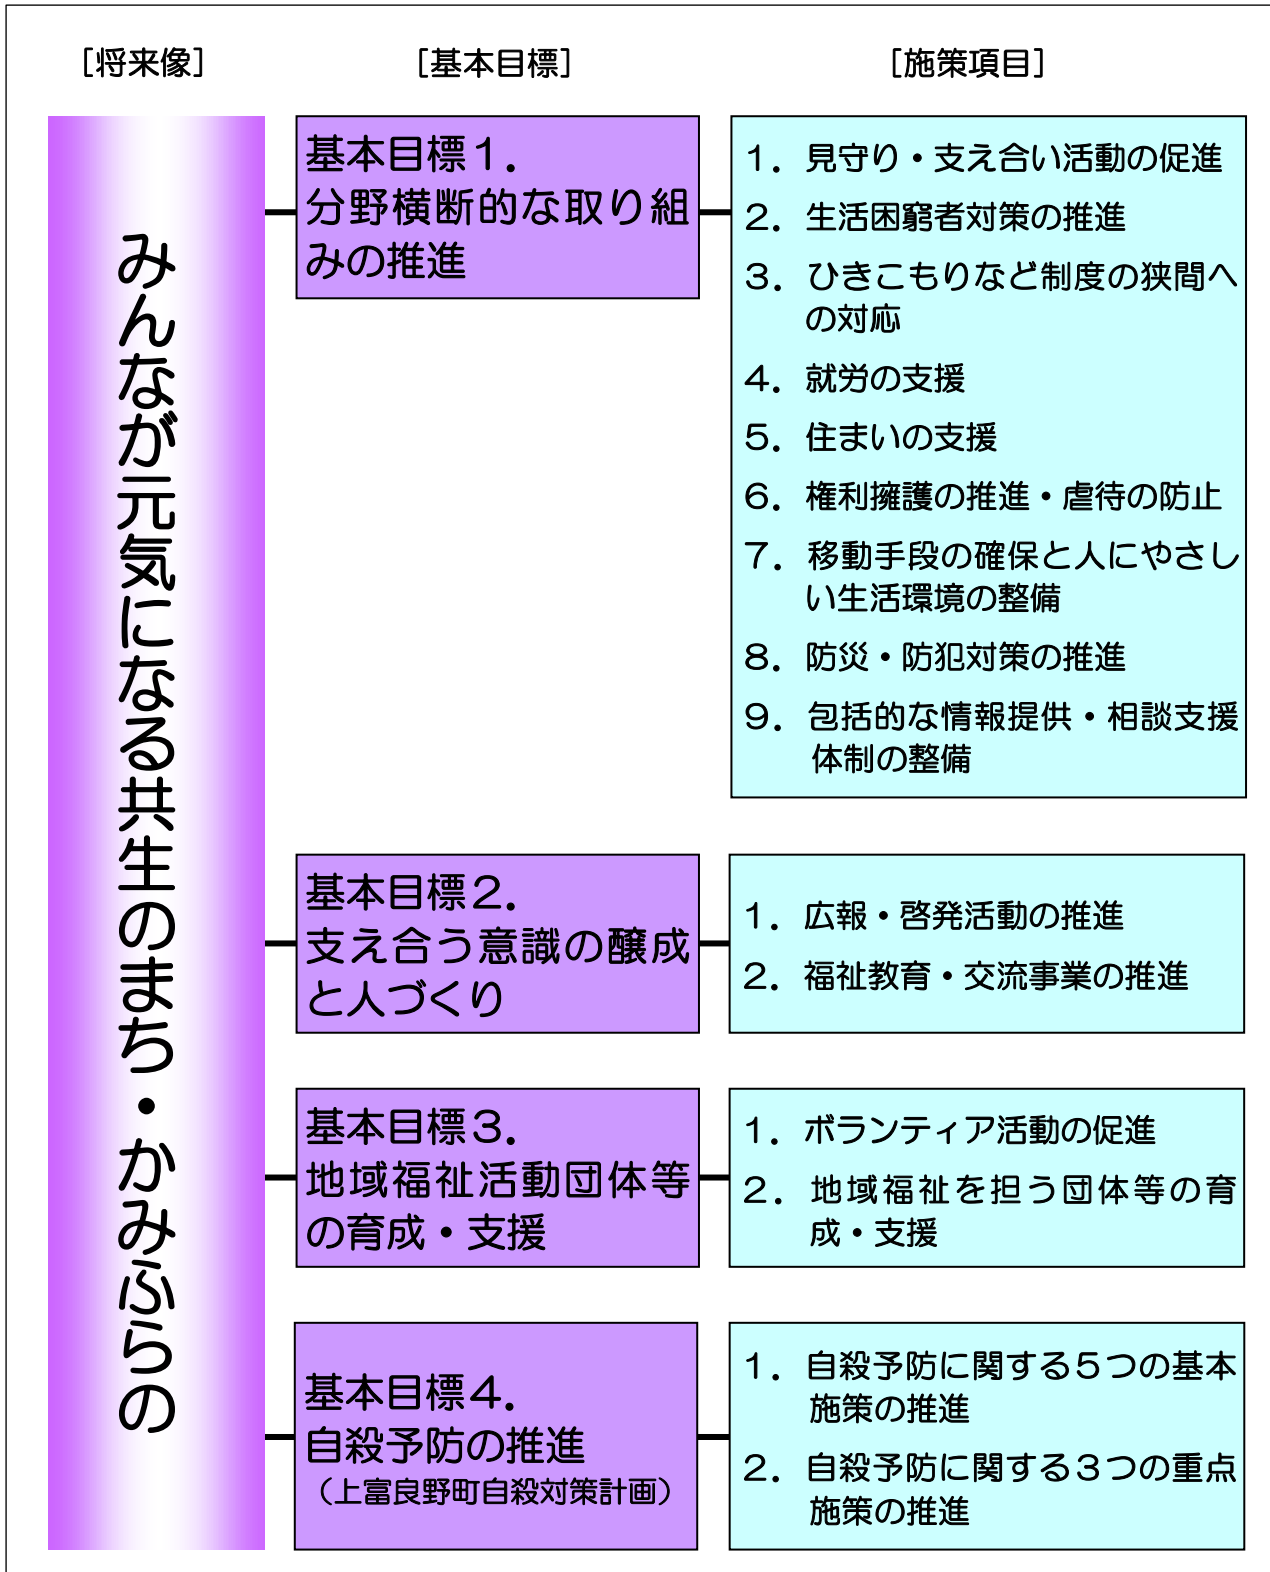 ［将来像］
［基本目標］
［施策項目］
みんなが元気になる共生のまち・かみふらの
基本目標１．
分野横断的な取り組
みの推進
１．見守り・支え合い活動の促進
２．生活困窮者対策の推進
３．ひきこもりなど制度の狭間へ
の対応
４．就労の支援
５．住まいの支援
６．権利擁護の推進・虐待の防止
７．移動手段の確保と人にやさし
い生活環境の整備
８．防災・防犯対策の推進
９．包括的な情報提供・相談支援
体制の整備
基本目標２．
支え合う意識の醸成
と人づくり
１．広報・啓発活動の推進
２．福祉教育・交流事業の推進
基本目標３．
地域福祉活動団体等
の育成・支援
１．ボランティア活動の促進
２．地域福祉を担う団体等の育
成・支援
基本目標４．
自殺予防の推進
（上富良野町自殺対策計画）
１．自殺予防に関する５つの基本
施策の推進
２．自殺予防に関する３つの重点
施策の推進